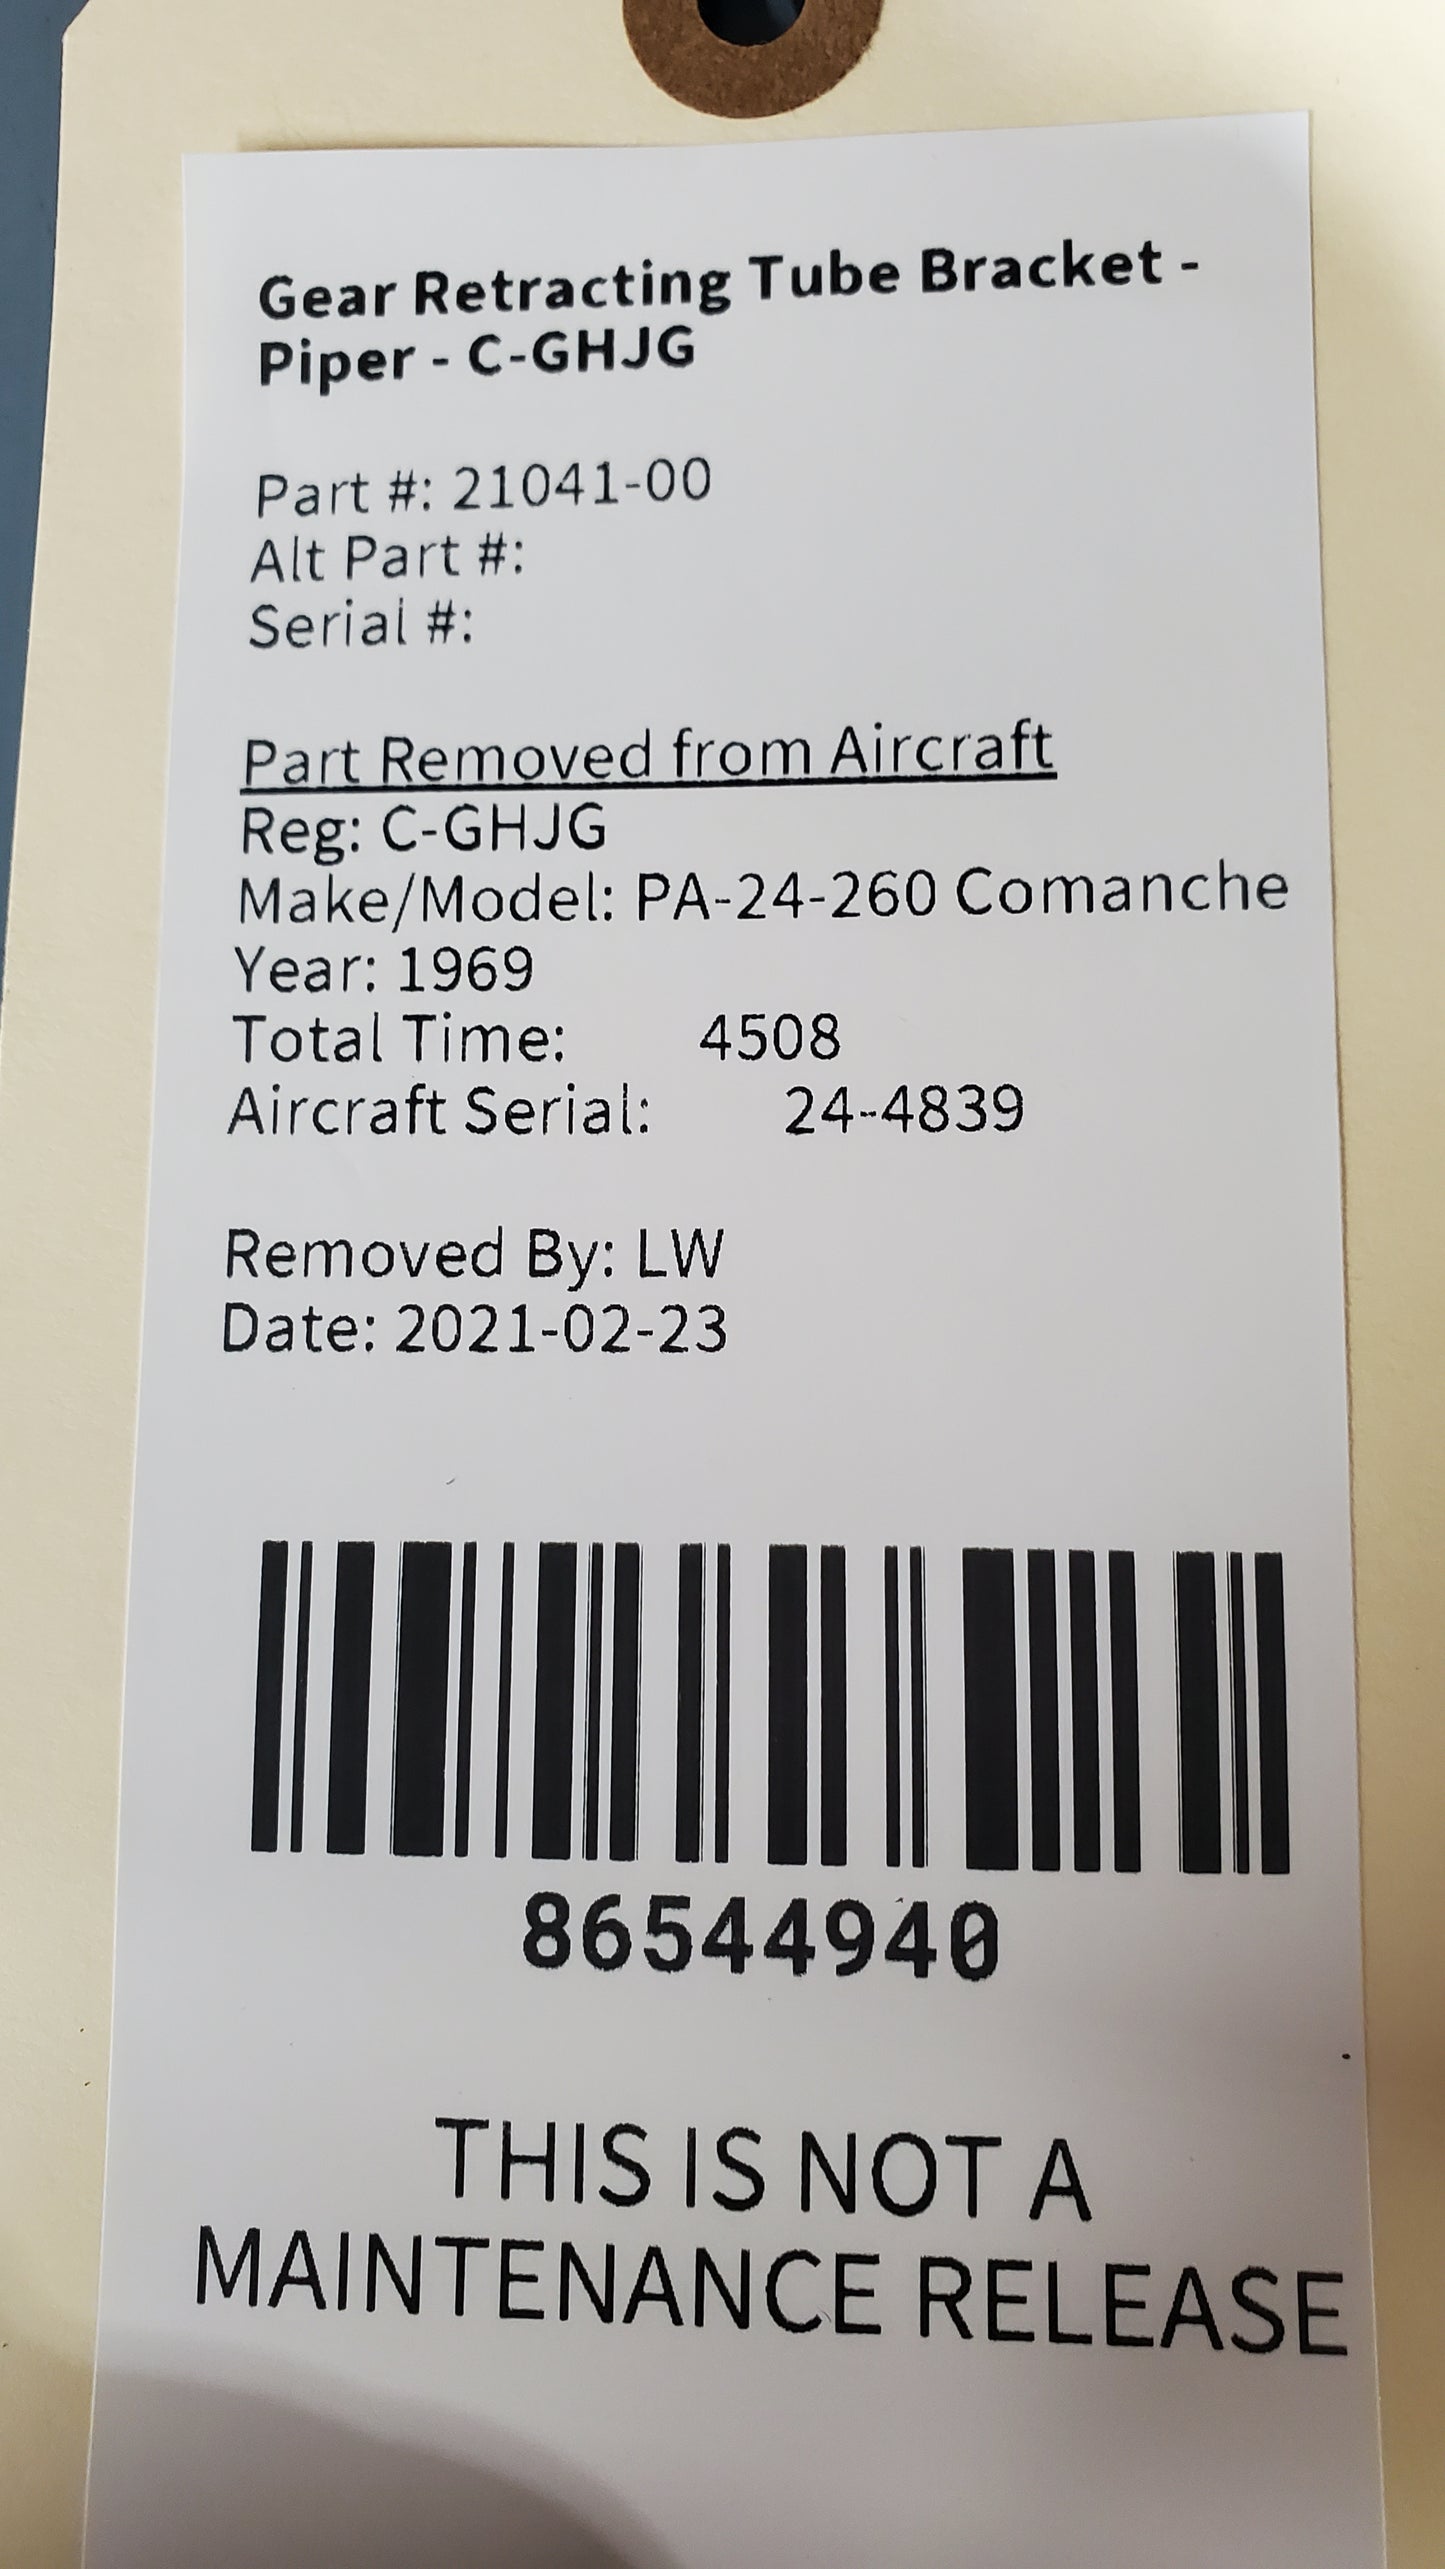 Gear Retracting Tube Bracket -
Piper - C-GHJG
Part #: 21041-00
Alt Part #:
Serial #:
Part Removed from Aircraft
Reg: C-GHJG
Make/Model: PA-24-260 Comanche
Year: 1969
Total Time: 4508
Aircraft Serial: 24-4839
Removed By: LW
Date: 2021-02-23
86544940
THIS IS NOT A
MAINTENANCE RELEASE